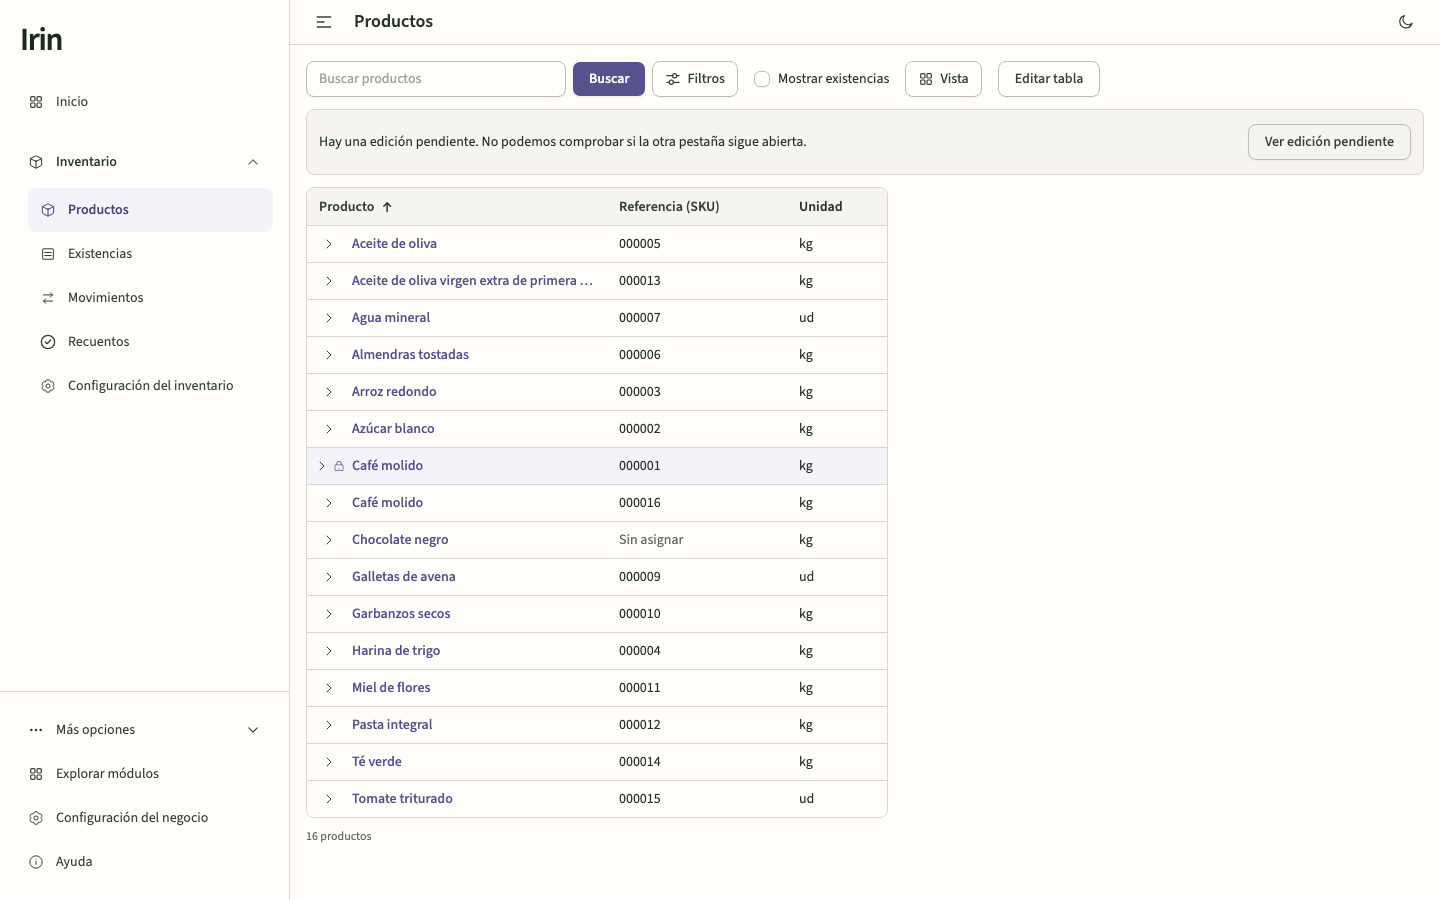 Irin
Productos
Inicio
Inventario
Productos
Existencias
Movimientos
Recuentos
Configuración del inventario
Más opciones
Explorar módulos
Configuración del negocio
Ayuda
Buscar productos Buscar Filtros Mostrar existencias Vista Editar tabla
Hay una edición pendiente. No podemos comprobar si la otra pestaña sigue abierta. Ver edición pendiente
Producto ↑ Referencia (SKU) Unidad
Aceite de oliva 000005 kg
Aceite de oliva virgen extra de primera … 000013 kg
Agua mineral 000007 ud
Almendras tostadas 000006 kg
Arroz redondo 000003 kg
Azúcar blanco 000002 kg
Café molido 000001 kg
Café molido 000016 kg
Chocolate negro Sin asignar kg
Galletas de avena 000009 ud
Garbanzos secos 000010 kg
Harina de trigo 000004 kg
Miel de flores 000011 kg
Pasta integral 000012 kg
Té verde 000014 kg
Tomate triturado 000015 ud
16 productos